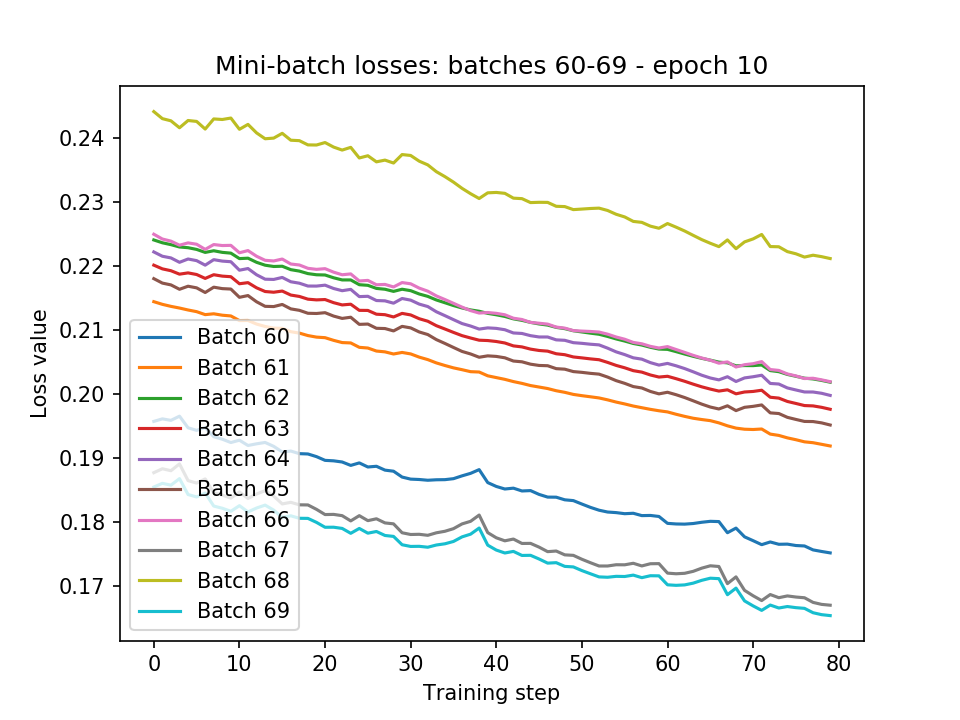 Mini-batch losses: batches 60-69 - epoch 10
Loss value
0.24
0.23
0.22
0.21
0.20
0.19
0.18
0.17
Batch 60
Batch 61
Batch 62
Batch 63
Batch 64
Batch 65
Batch 66
Batch 67
Batch 68
Batch 69
0 10 20 30 40 50 60 70 80
Training step